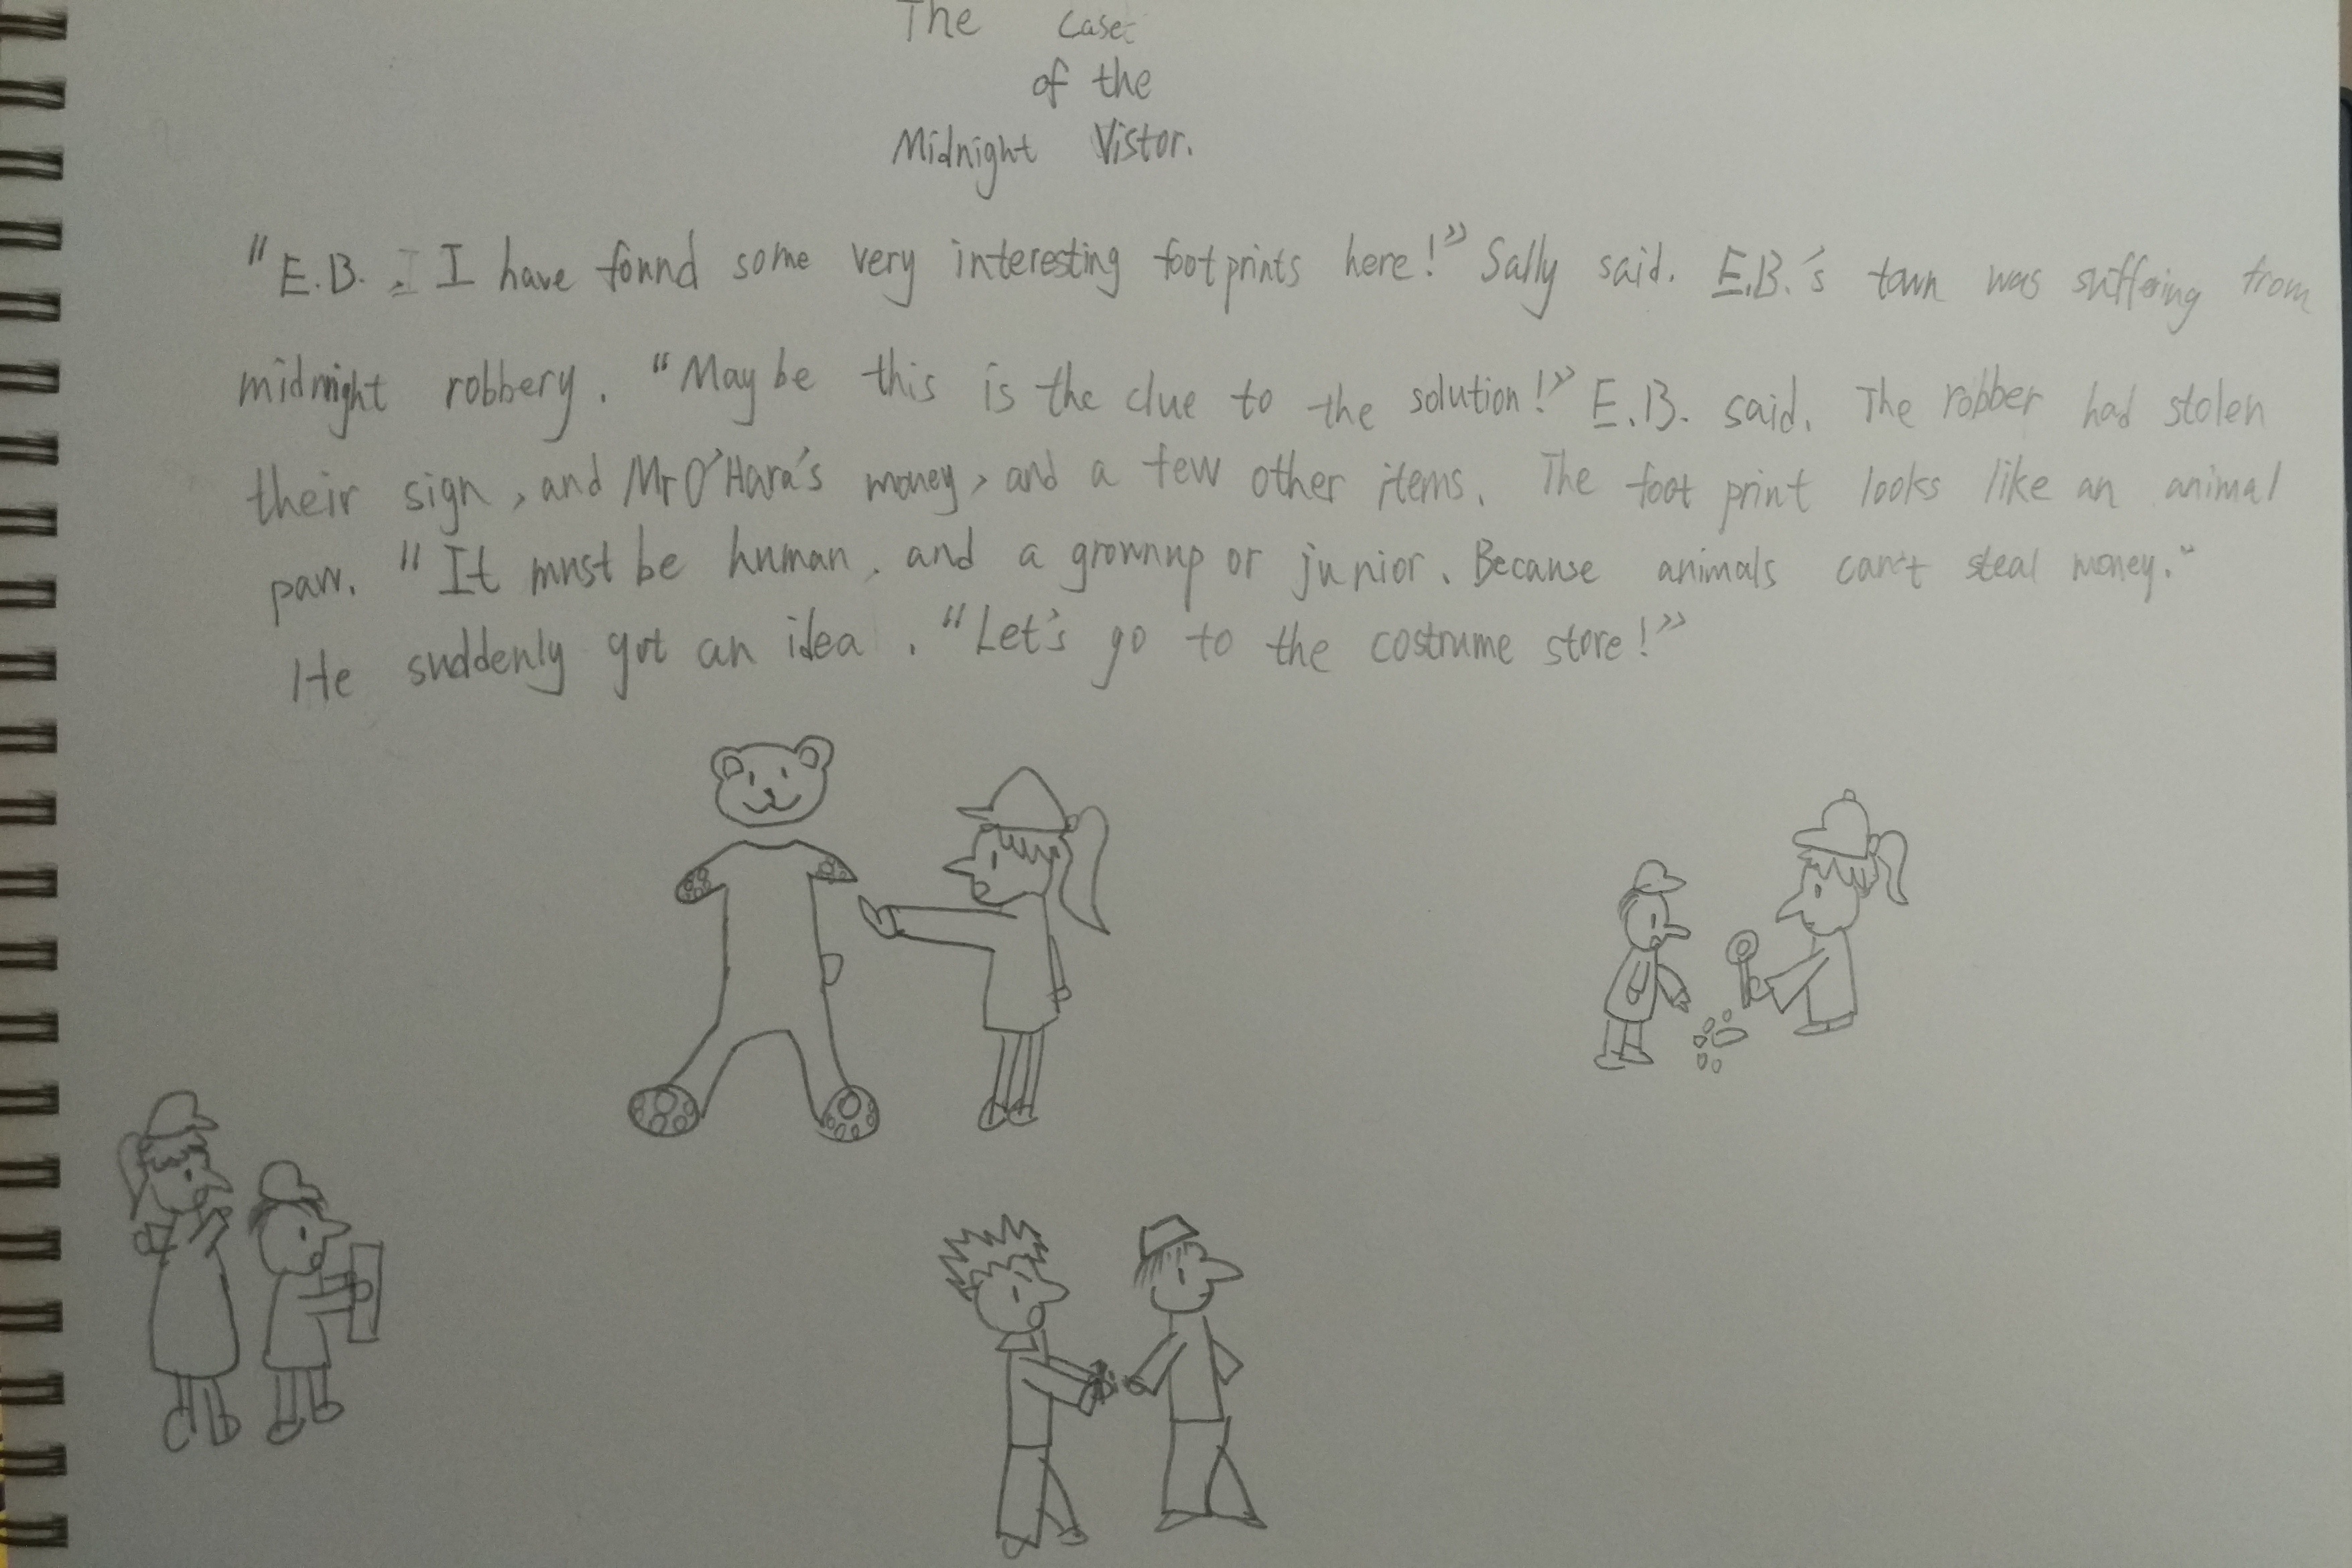 The Case
of the
Midnight Vistor.
"E.B. I I have found some very interesting footprints here!" Sally said. E.B.'s town was suffering from
midnight robbery. "May be this is the clue to the solution!" E.B. said. The robber had stolen
their sign, and Mr O'Hara's money, and a few other items. The foot print looks like an animal
paw. "It must be human, and a grownup or junior. Because animals can't steal money."
He suddenly got an idea. "Let's go to the costrume store!"